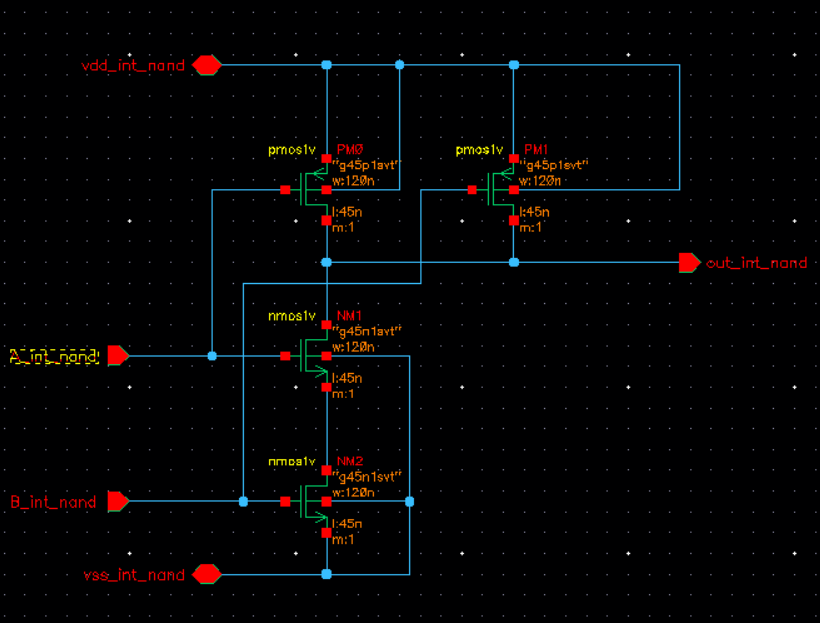 vdd_int_nand
pmos1v PM0
"g45p1svt"
w:120n
l:45n
m:1
pmos1v PM1
"g45p1svt"
w:120n
l:45n
m:1
out_int_nand
nmos1v NM1
"g45n1svt"
w:120n
l:45n
m:1
A_int_nand
nmos1v NM2
"g45n1svt"
w:120n
l:45n
m:1
B_int_nand
vss_int_nand